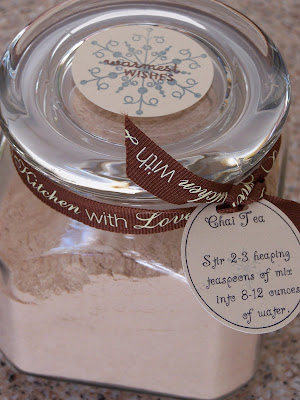 warmest
WISHES
Kitchen WITH Love
WITH L
Kitchen
Chai Tea
Stir 2-3 heaping
teaspoons of mix
into 8-12 ounces
of water.